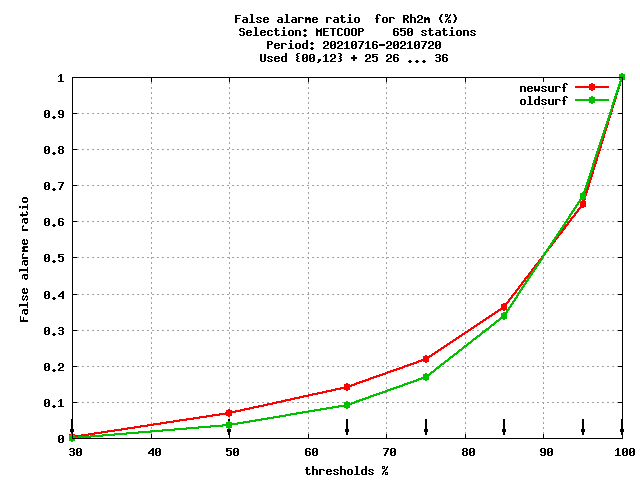 False alarme ratio  for Rh2m (%)
Selection: METCOOP    650 stations
Period: 20210716-20210720
Used {00,12} + 25 26 ... 36
newsurf
oldsurf
1
0.9
0.8
0.7
0.6
0.5
0.4
0.3
0.2
0.1
0
False alarme ratio
30 40 50 60 70 80 90 100
thresholds %